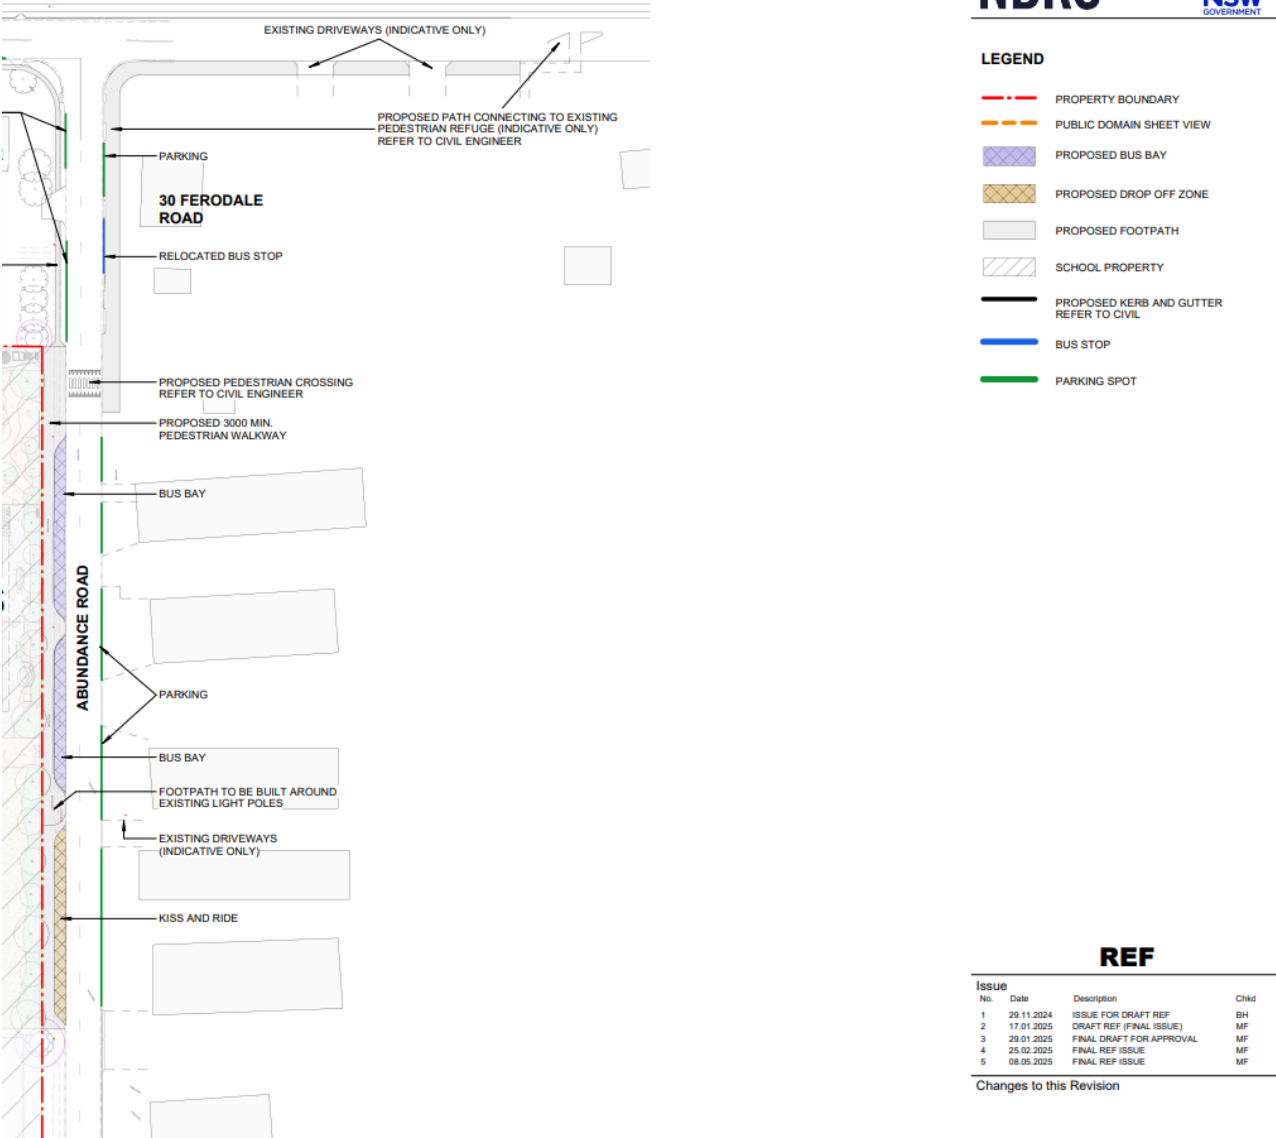 EXISTING DRIVEWAYS (INDICATIVE ONLY)
PROPOSED PATH CONNECTING TO EXISTING
PEDESTRIAN REFUGE (INDICATIVE ONLY)
REFER TO CIVIL ENGINEER
PARKING
30 FERODALE
ROAD
RELOCATED BUS STOP
PROPOSED PEDESTRIAN CROSSING
REFER TO CIVIL ENGINEER
PROPOSED 3000 MIN.
PEDESTRIAN WALKWAY
BUS BAY
ABUNDANCE ROAD
PARKING
BUS BAY
FOOTPATH TO BE BUILT AROUND
EXISTING LIGHT POLES
EXISTING DRIVEWAYS
(INDICATIVE ONLY)
KISS AND RIDE
NSW
GOVERNMENT
LEGEND
PROPERTY BOUNDARY
PUBLIC DOMAIN SHEET VIEW
PROPOSED BUS BAY
PROPOSED DROP OFF ZONE
PROPOSED FOOTPATH
SCHOOL PROPERTY
PROPOSED KERB AND GUTTER
REFER TO CIVIL
BUS STOP
PARKING SPOT
REF
Issue
No. Date Description Chkd
1 29.11.2024 ISSUE FOR DRAFT REF BH
2 17.01.2025 DRAFT REF (FINAL ISSUE) MF
3 29.01.2025 FINAL DRAFT FOR APPROVAL MF
4 25.02.2025 FINAL REF ISSUE MF
5 08.05.2025 FINAL REF ISSUE MF
Changes to this Revision